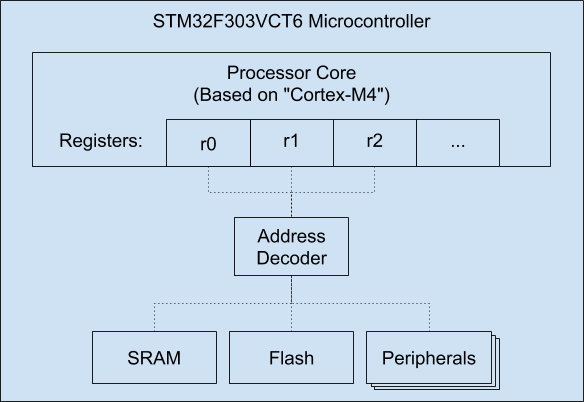 STM32F303VCT6 Microcontroller
Processor Core
(Based on "Cortex-M4")
Registers: r0 r1 r2 ...
Address
Decoder
SRAM Flash Peripherals